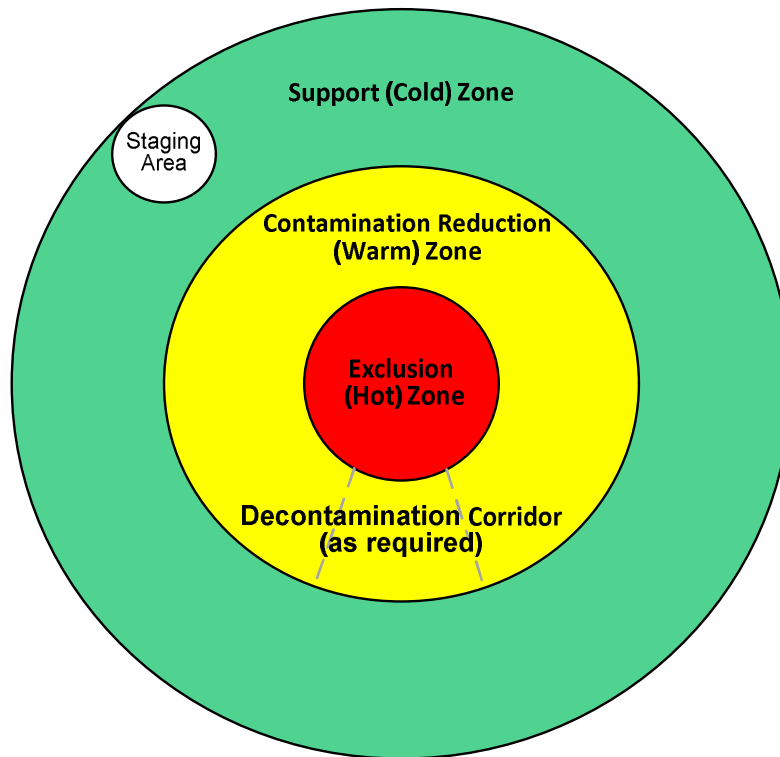 Support (Cold) Zone
Staging
Area
Contamination Reduction
(Warm) Zone
Exclusion
(Hot) Zone
Decontamination Corridor
(as required)